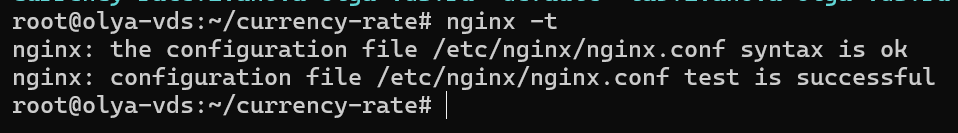 root@olya-vds:~/currency-rate# nginx -t
nginx: the configuration file /etc/nginx/nginx.conf syntax is ok
nginx: configuration file /etc/nginx/nginx.conf test is successful
root@olya-vds:~/currency-rate#